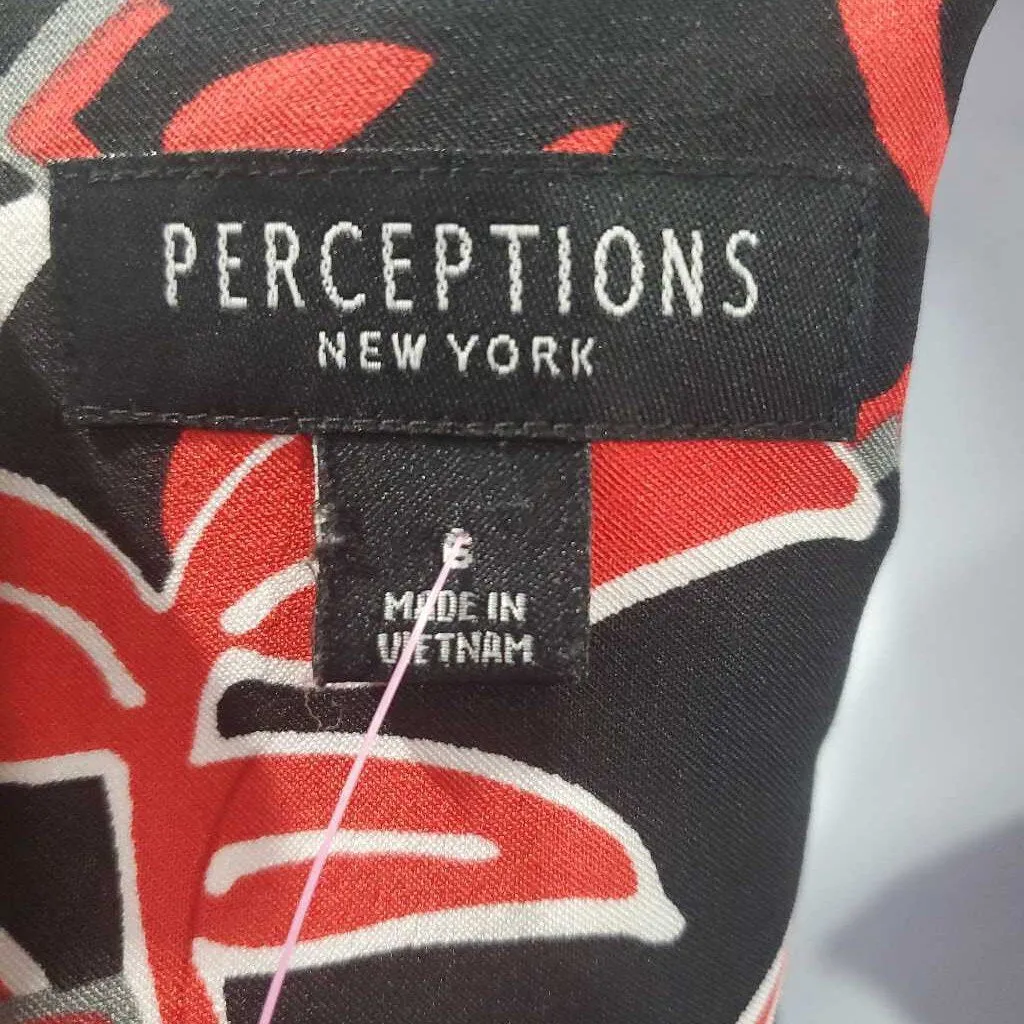 PERCEPTIONS
NEW YORK
6
MADE IN
VIETNAM